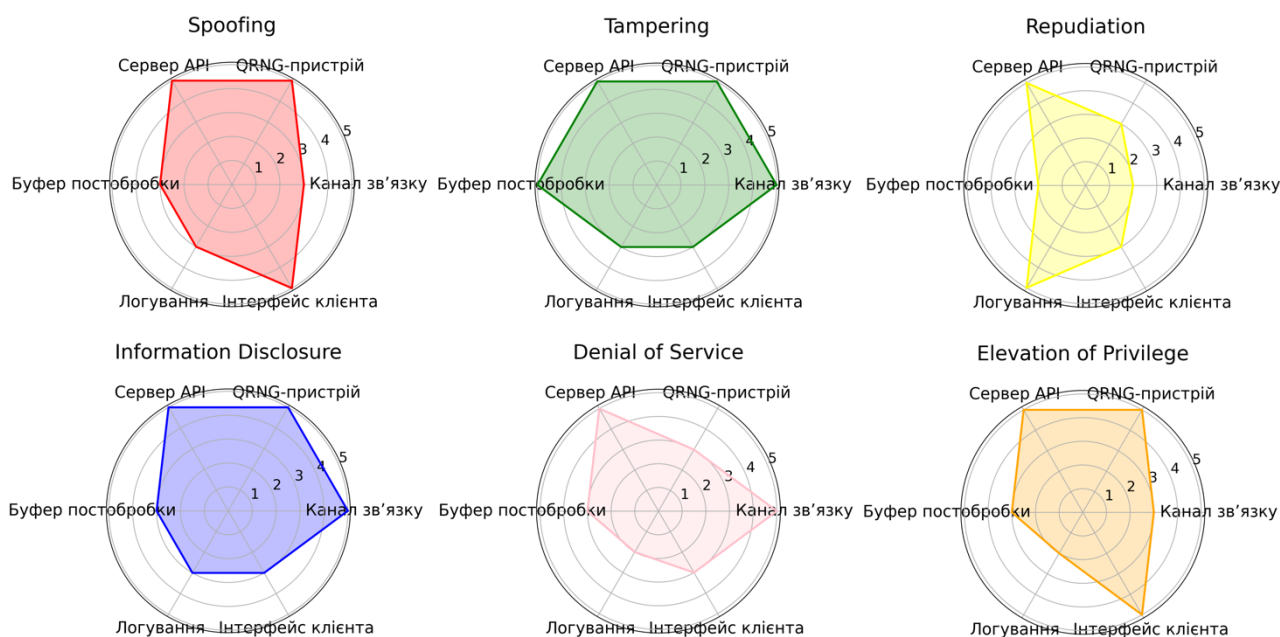 Spoofing
Сервер API
QRNG-пристрій
5
4
3
2
1
Буфер постобробки
Канал зв’язку
Логування
Інтерфейс клієнта
Tampering
Сервер API
QRNG-пристрій
5
4
3
2
1
Буфер постобробки
Канал зв’язку
Логування
Інтерфейс клієнта
Repudiation
Сервер API
QRNG-пристрій
5
4
3
2
1
Буфер постобробки
Канал зв’язку
Логування
Інтерфейс клієнта
Information Disclosure
Сервер API
QRNG-пристрій
5
4
3
2
1
Буфер постобробки
Канал зв’язку
Логування
Інтерфейс клієнта
Denial of Service
Сервер API
QRNG-пристрій
5
4
3
2
1
Буфер постобробки
Канал зв’язку
Логування
Інтерфейс клієнта
Elevation of Privilege
Сервер API
QRNG-пристрій
5
4
3
2
1
Буфер постобробки
Канал зв’язку
Логування
Інтерфейс клієнта